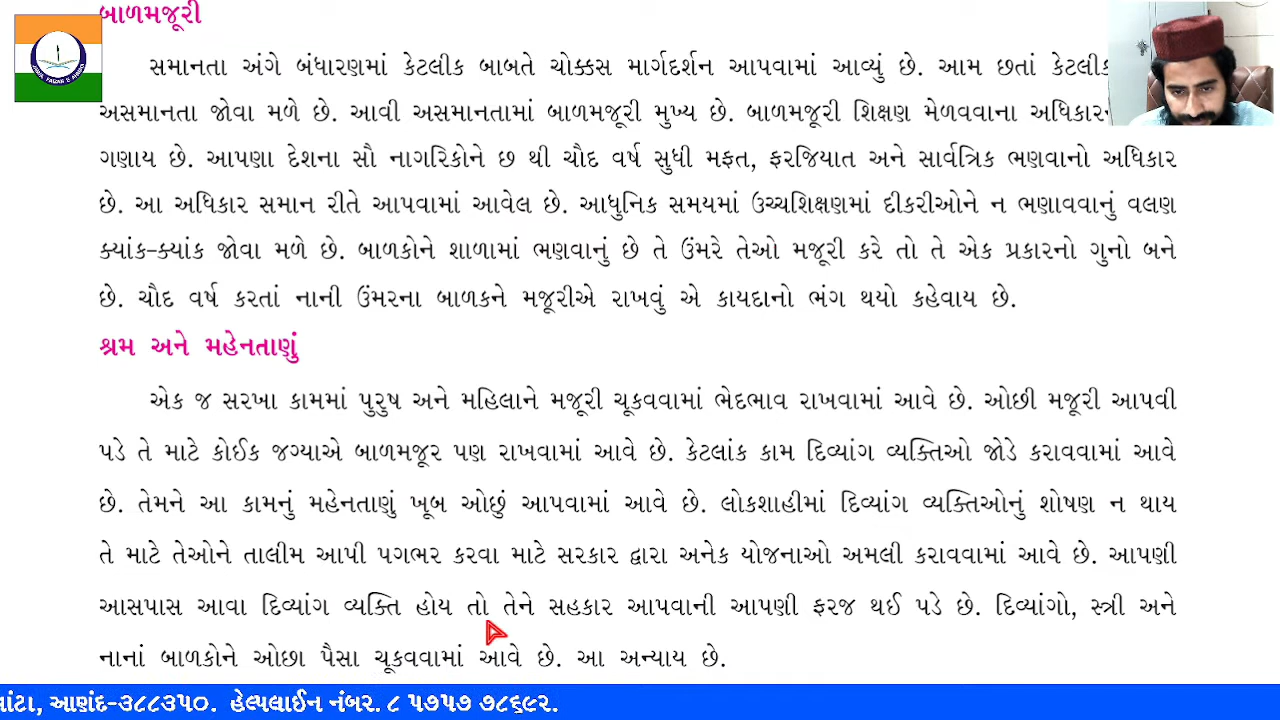 બાળમજૂરી
સમાનતા અંગે બંધારણમાં કેટલીક બાબતે ચોક્કસ માર્ગદર્શન આપવામાં આવ્યું છે. આમ છતાં કેટલીક
અસમાનતા જોવા મળે છે. આવી અસમાનતામાં બાળમજૂરી મુખ્ય છે. બાળમજૂરી શિક્ષણ મેળવવાના
ગણાય છે. આપણા દેશના સૌ નાગરિકોને છ થી ચૌદ વર્ષ સુધી મફત, ફરજિયાત અને સાર્વત્રિક ભણવાનો અધિકાર
છે. આ અધિકાર સમાન રીતે આપવામાં આવેલ છે. આધુનિક સમયમાં ઉચ્ચશિક્ષણમાં દીકરીઓને ન ભણાવવાનું વલણ
ક્યાંક-ક્યાંક જોવા મળે છે. બાળકોને શાળામાં ભણવાનું છે તે ઉંમરે તેઓ મજૂરી કરે તો તે એક પ્રકારનો ગુનો બને
છે. ચૌદ વર્ષ કરતાં નાની ઉંમરના બાળકને મજૂરીએ રાખવું એ કાયદાનો ભંગ થયો કહેવાય છે.
શ્રમ અને મહેનતાણું
એક જ સરખા કામમાં પુરુષ અને મહિલાને મજૂરી ચૂકવવામાં ભેદભાવ રાખવામાં આવે છે. ઓછી મજૂરી આપવી
પડે તે માટે કોઈક જગ્યાએ બાળમજૂર પણ રાખવામાં આવે છે. કેટલાંક કામ દિવ્યાંગ વ્યક્તિઓ જોડે કરાવવામાં આવે
છે. તેમને આ કામનું મહેનતાણું ખૂબ ઓછું આપવામાં આવે છે. લોકશાહીમાં દિવ્યાંગ વ્યક્તિઓનું શોષણ ન થાય
તે માટે તેઓને તાલીમ આપી પગભર કરવા માટે સરકાર દ્વારા અનેક યોજનાઓ અમલી કરાવવામાં આવે છે. આપણી
આસપાસ આવા દિવ્યાંગ વ્યક્તિ હોય તો તેને સહકાર આપવાની આપણી ફરજ થઈ પડે છે. દિવ્યાંગો, સ્ત્રી અને
નાનાં બાળકોને ઓછા પૈસા ચૂકવવામાં આવે છે. આ અન્યાય છે.
આણંદ-૩૮૮૩૫૦. હેલ્પલાઈન નંબર. ૮ ૫૭૫૭ ૭૮૬૯૨.